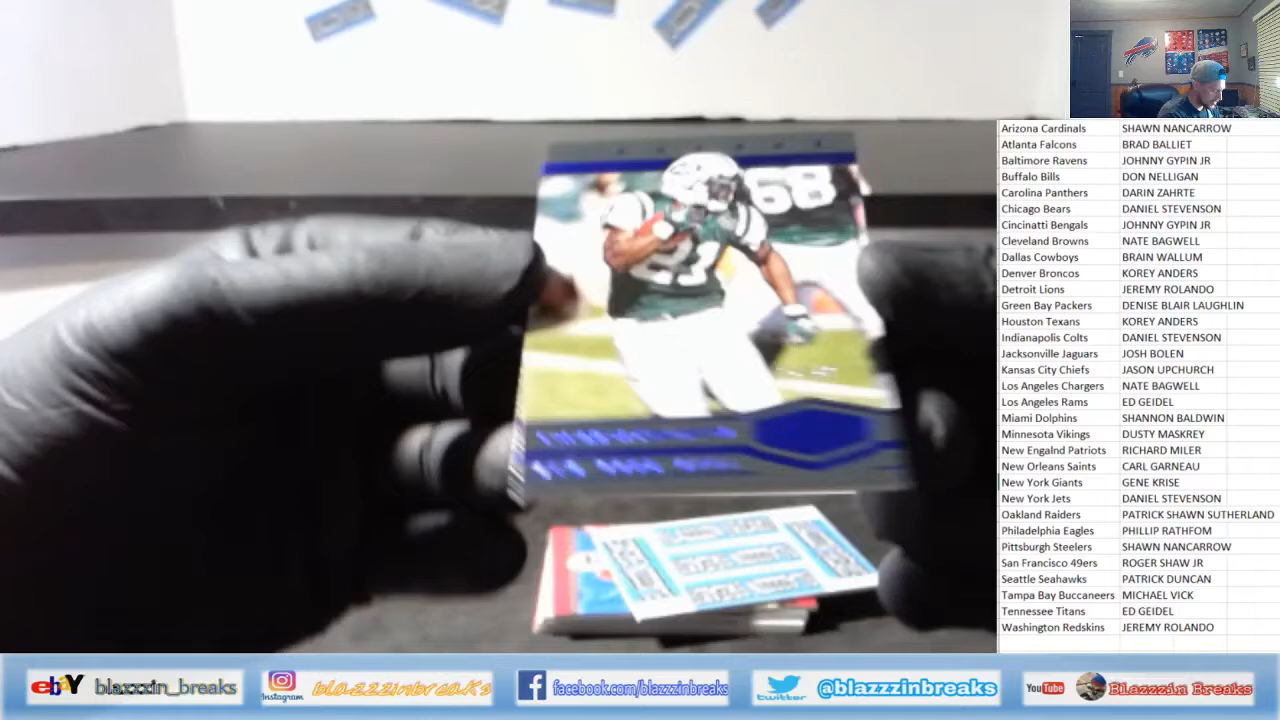 68
Arizona Cardinals SHAWN NANCARROW
Atlanta Falcons BRAD BALLIET
Baltimore Ravens JOHNNY GYPIN JR
Buffalo Bills DON NELLIGAN
Carolina Panthers DARIN ZAHRTE
Chicago Bears DANIEL STEVENSON
Cincinatti Bengals JOHNNY GYPIN JR
Cleveland Browns NATE BAGWELL
Dallas Cowboys BRAIN WALLUM
Denver Broncos KOREY ANDERS
Detroit Lions JEREMY ROLANDO
Green Bay Packers DENISE BLAIR LAUGHLIN
Houston Texans KOREY ANDERS
Indianapolis Colts DANIEL STEVENSON
Jacksonville Jaguars JOSH BOLEN
Kansas City Chiefs JASON UPCHURCH
Los Angeles Chargers NATE BAGWELL
Los Angeles Rams ED GEIDEL
Miami Dolphins SHANNON BALDWIN
Minnesota Vikings DUSTY MASKREY
New Engalnd Patriots RICHARD MILER
New Orleans Saints CARL GARNEAU
New York Giants GENE KRISE
New York Jets DANIEL STEVENSON
Oakland Raiders PATRICK SHAWN SUTHERLAND
Philadelphia Eagles PHILLIP RATHFOM
Pittsburgh Steelers SHAWN NANCARROW
San Francisco 49ers ROGER SHAW JR
Seattle Seahawks PATRICK DUNCAN
Tampa Bay Buccaneers MICHAEL VICK
Tennessee Titans ED GEIDEL
Washington Redskins JEREMY ROLANDO
ebaY blazzzin_breaks
Instagram blazzzinbreaks
facebook.com/blazzzinbreaks
twitter @blazzzinbreaks
YouTube Blazzzin Breaks